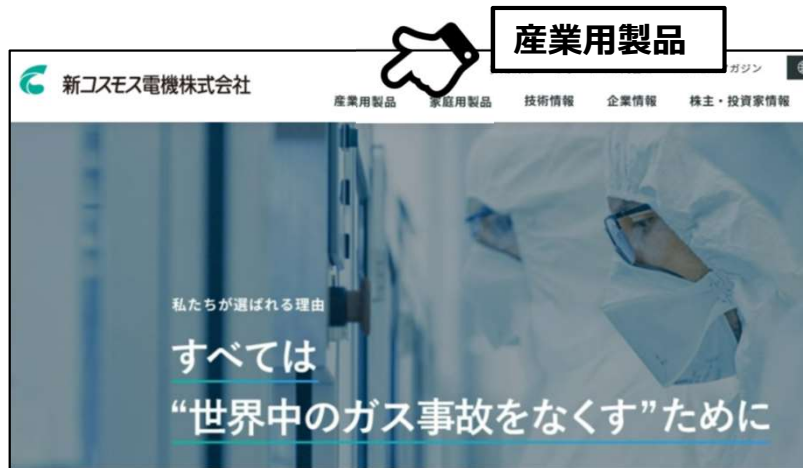 産業用製品
ガジン
新コスモス電機株式会社
産業用製品 家庭用製品 技術情報 企業情報 株主・投資家情報
私たちが選ばれる理由
すべては
“世界中のガス事故をなくす”ために